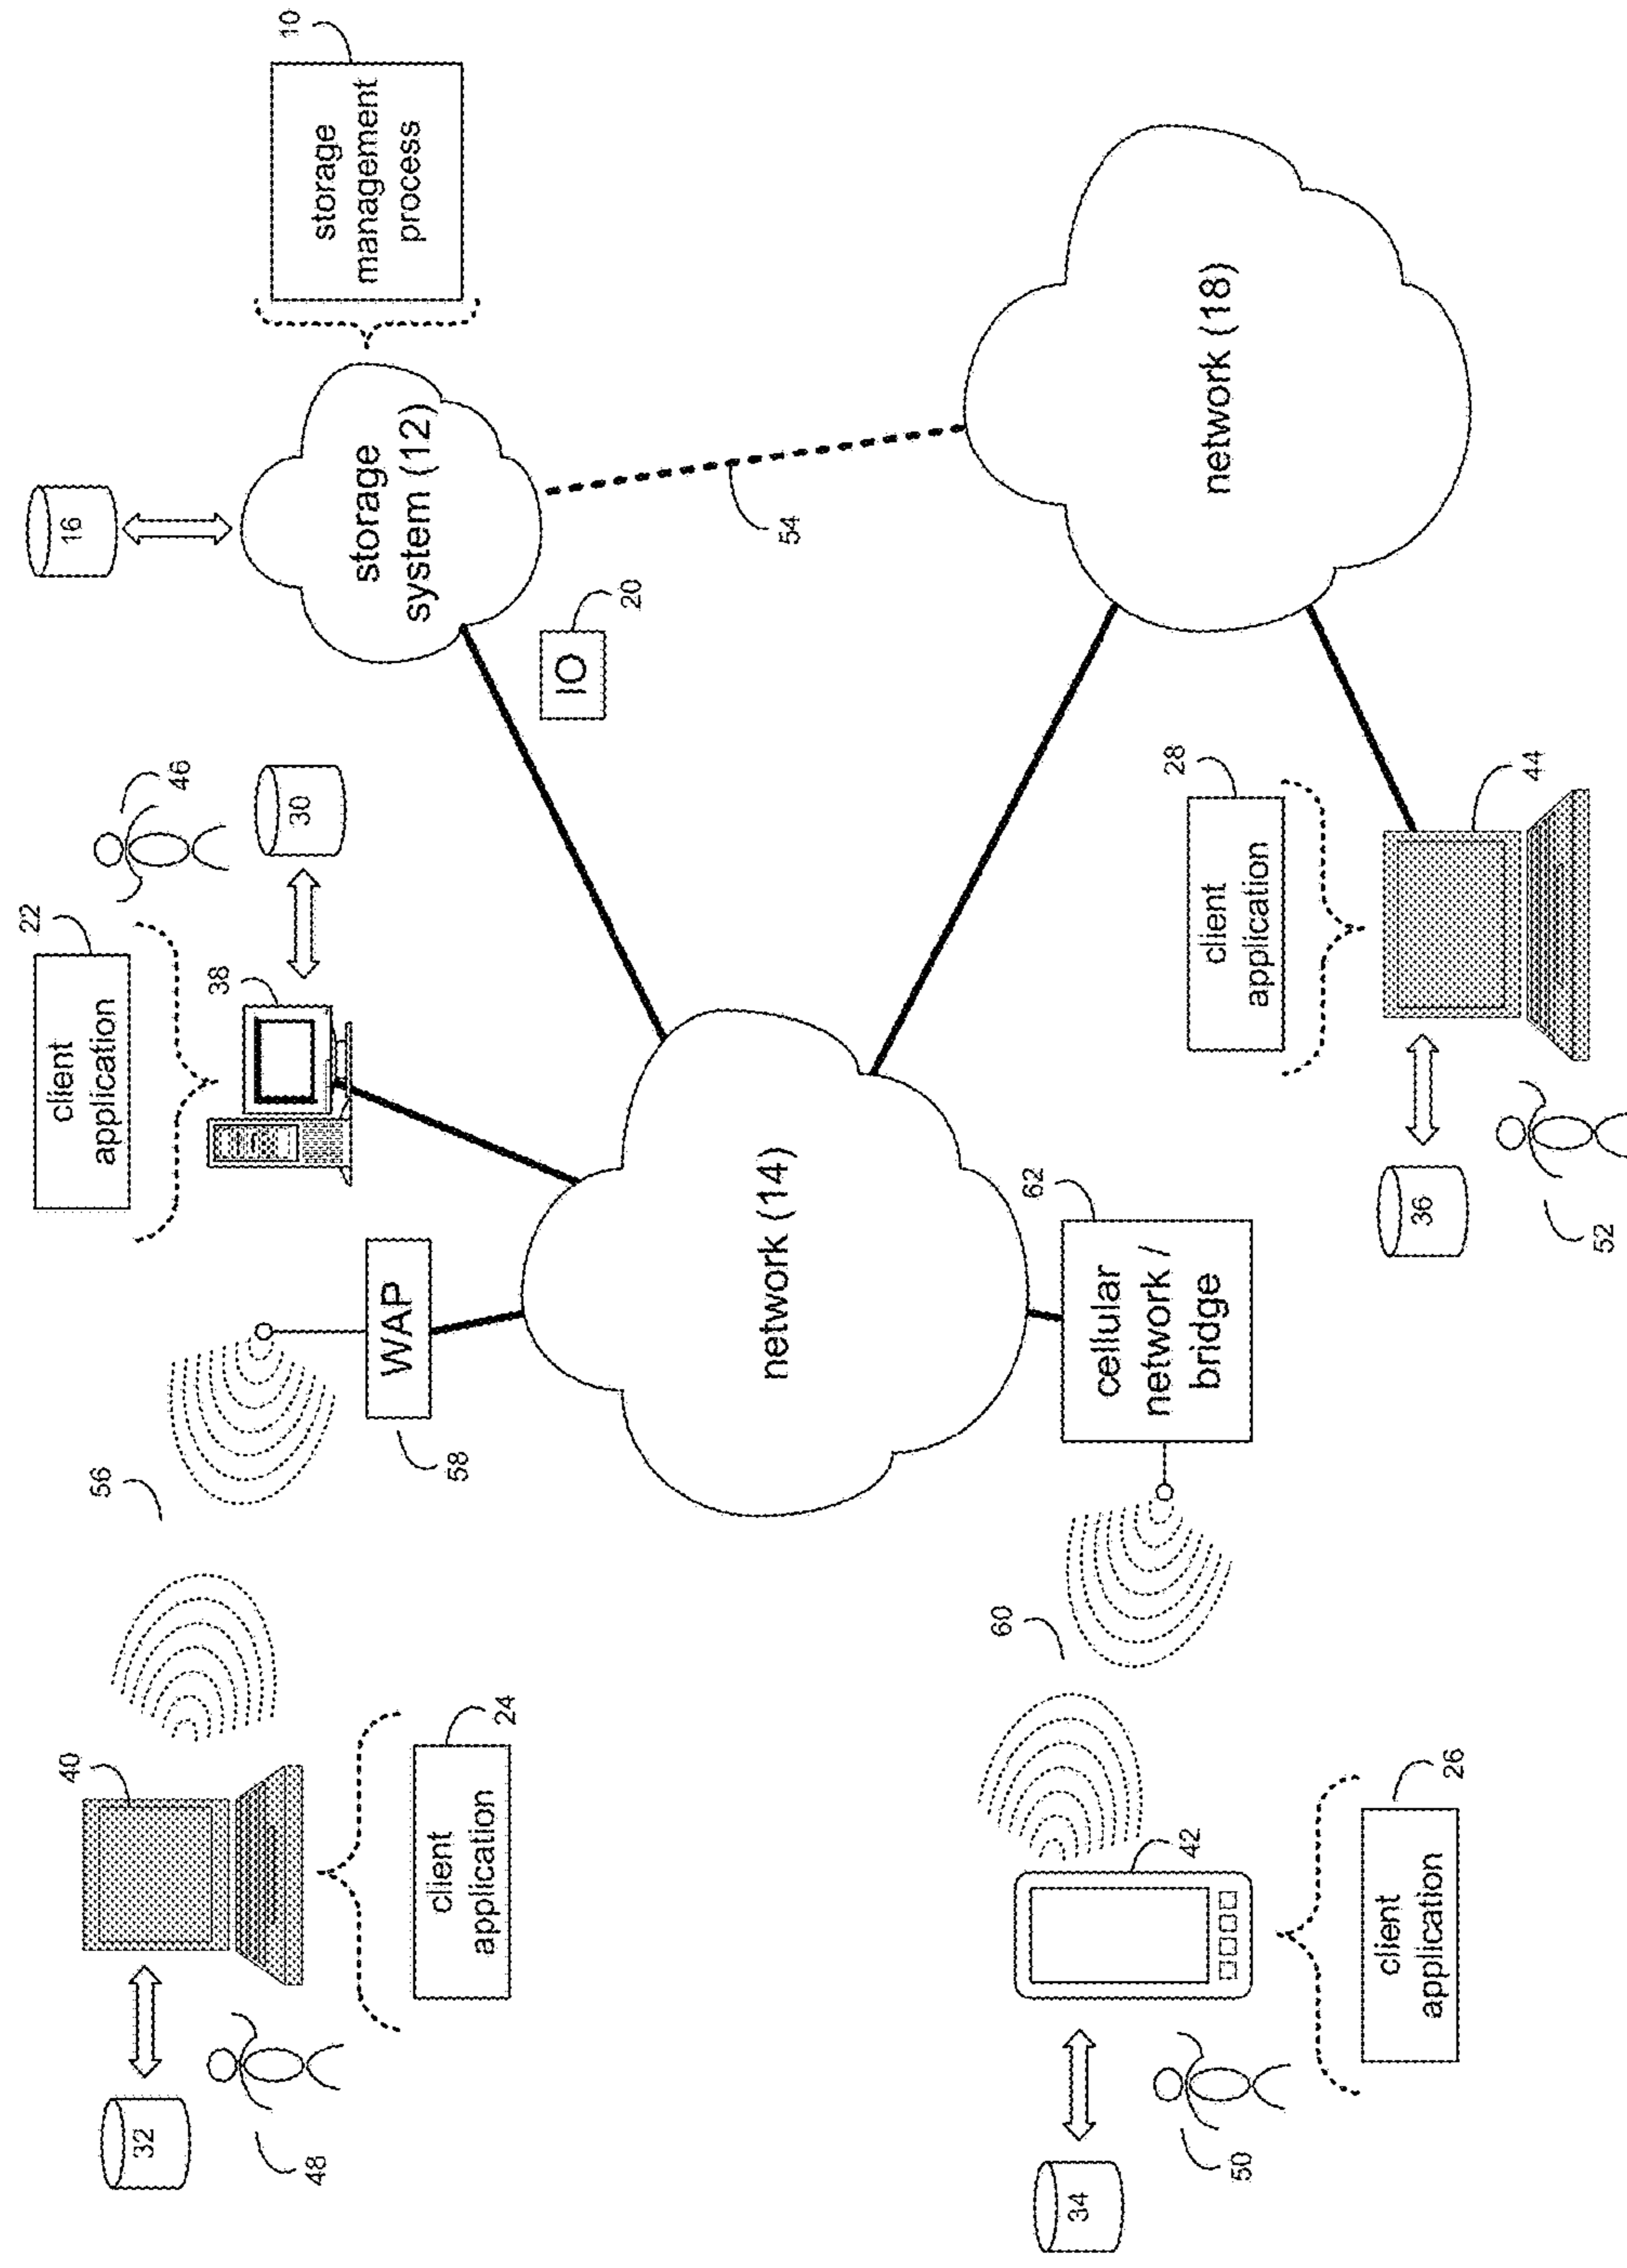 32
40
48
client
application
24
56
WAP
58
client
application
22
38
46
30
16
storage
system (12)
storage
management
process
10
IO
20
54
network (14)
network (18)
34
42
50
60
cellular
network /
bridge
62
client
application
26
client
application
28
36
44
52